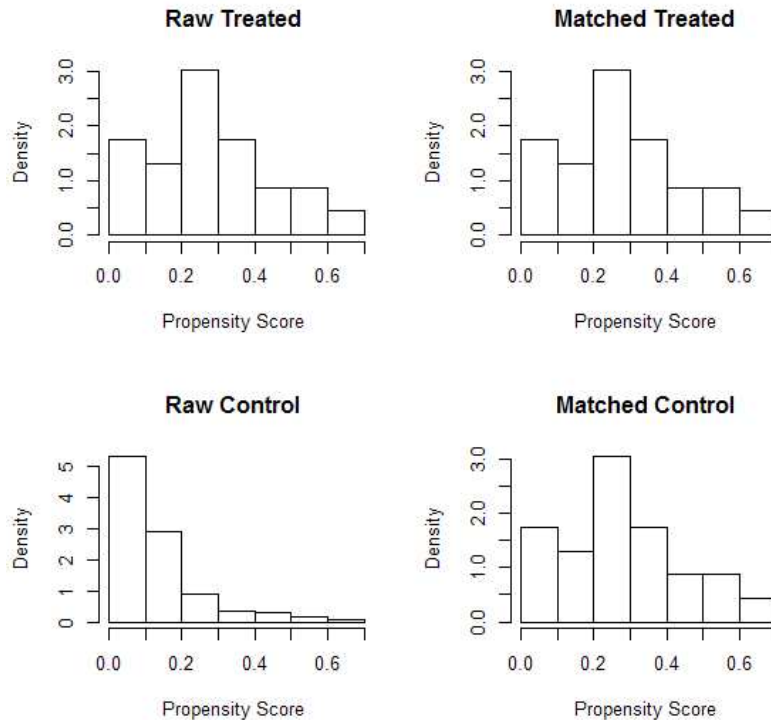 Raw Treated
Density
0.0 1.0 2.0 3.0
0.0 0.2 0.4 0.6
Propensity Score
Matched Treated
Density
0.0 1.0 2.0 3.0
0.0 0.2 0.4 0.6
Propensity Score
Raw Control
Density
0 1 2 3 4 5
0.0 0.2 0.4 0.6
Propensity Score
Matched Control
Density
0.0 1.0 2.0 3.0
0.0 0.2 0.4 0.6
Propensity Score